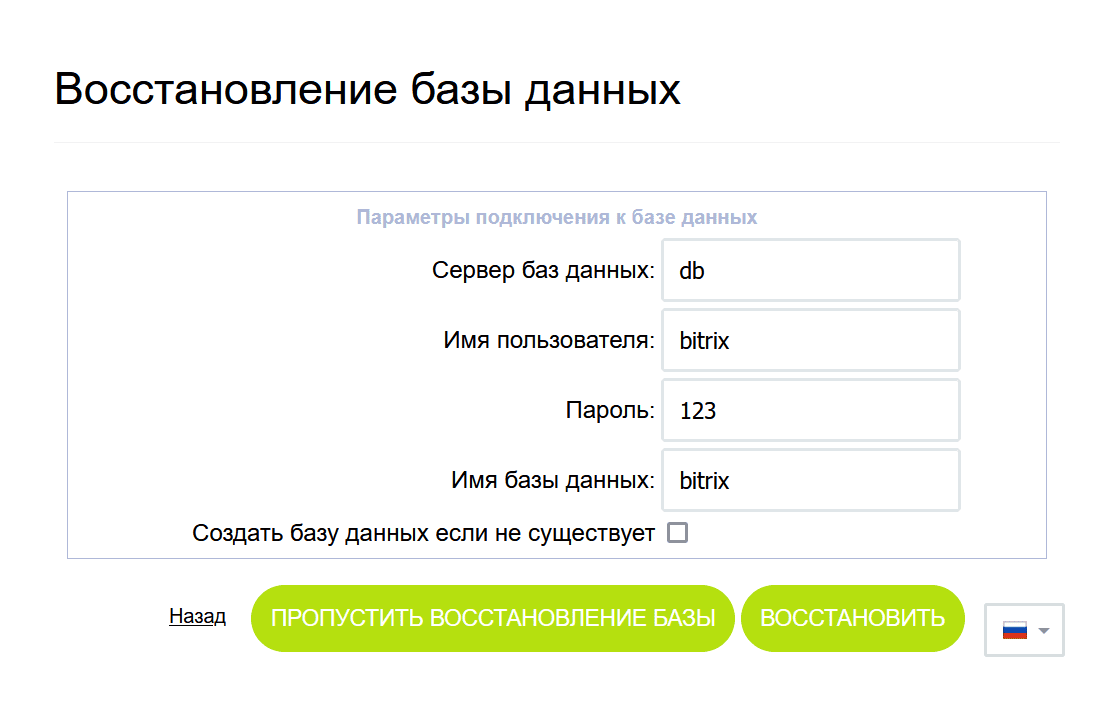 Восстановление базы данных
Параметры подключения к базе данных
Сервер баз данных: db
Имя пользователя: bitrix
Пароль: 123
Имя базы данных: bitrix
Создать базу данных если не существует
Назад ПРОПУСТИТЬ ВОССТАНОВЛЕНИЕ БАЗЫ ВОССТАНОВИТЬ